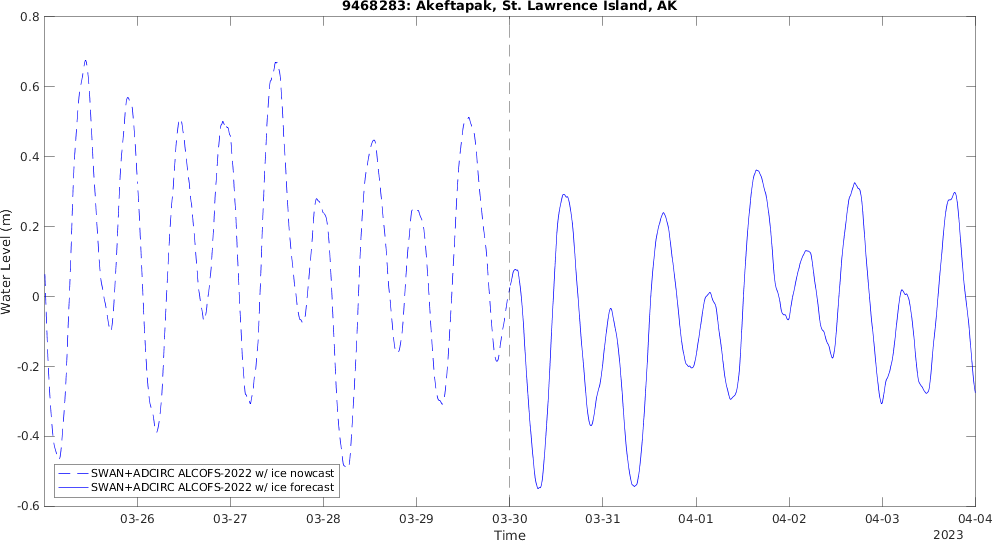 9468283: Akeftapak, St. Lawrence Island, AK
0.8
0.6
0.4
0.2
0
-0.2
-0.4
-0.6
Water Level (m)
SWAN+ADCIRC ALCOFS-2022 w/ ice nowcast
SWAN+ADCIRC ALCOFS-2022 w/ ice forecast
03-26 03-27 03-28 03-29 03-30 03-31 04-01 04-02 04-03 04-04
Time
2023